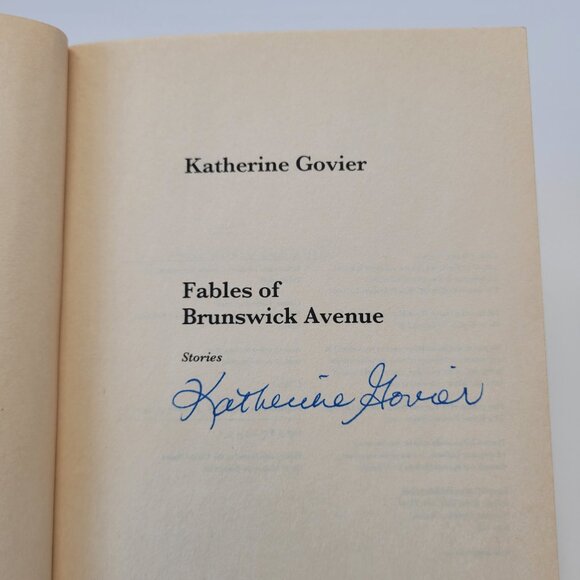 Katherine Govier
Fables of
Brunswick Avenue
Stories
Katherine Govier